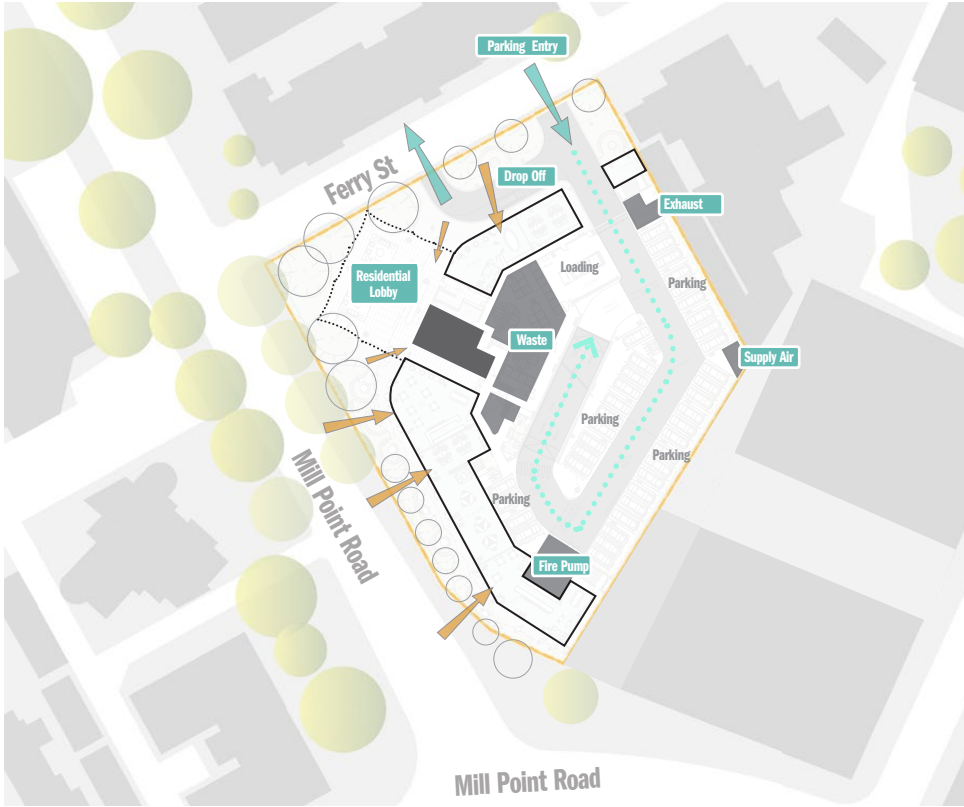 Parking Entry
Ferry St
Drop Off
Exhaust
Residential
Lobby
Loading
Parking
Waste
Supply Air
Parking
Parking
Mill Point Road
Parking
Fire Pump
Mill Point Road